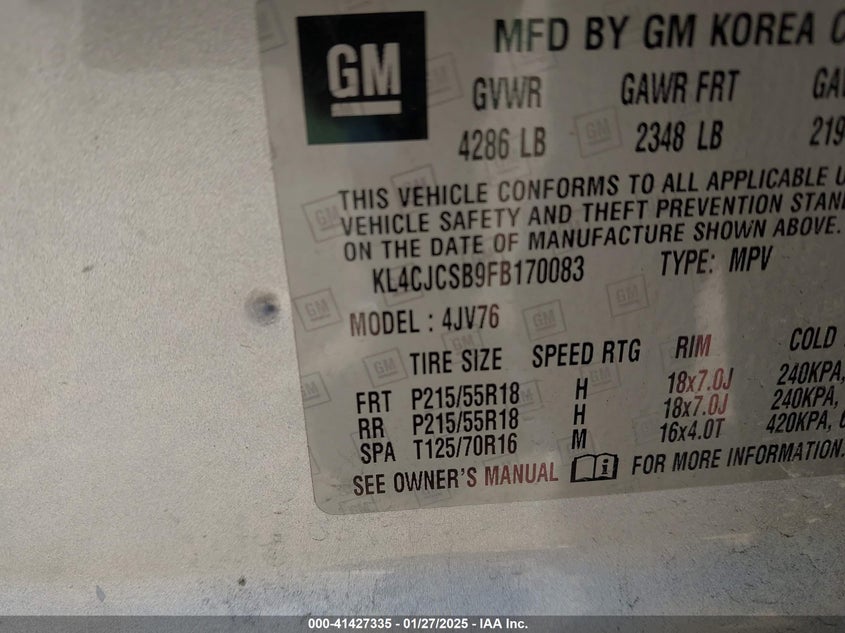 GM
MFD BY GM KOREA
GVWR GAWR FRT
4286 LB 2348 LB
THIS VEHICLE CONFORMS TO ALL APPLICABLE
VEHICLE SAFETY AND THEFT PREVENTION
ON THE DATE OF MANUFACTURE SHOWN ABOVE.
KL4CJCSB9FB170083 TYPE: MPV
MODEL : 4JV76
TIRE SIZE SPEED RTG RIM COLD
FRT P215/55R18 H 18x7.0J 240KPA,
RR P215/55R18 H 18x7.0J 240KPA,
SPA T125/70R16 M 16x4.0T 420KPA,
SEE OWNER'S MANUAL FOR MORE INFORMATION.
000-41427335 - 01/27/2025 - IAA Inc.